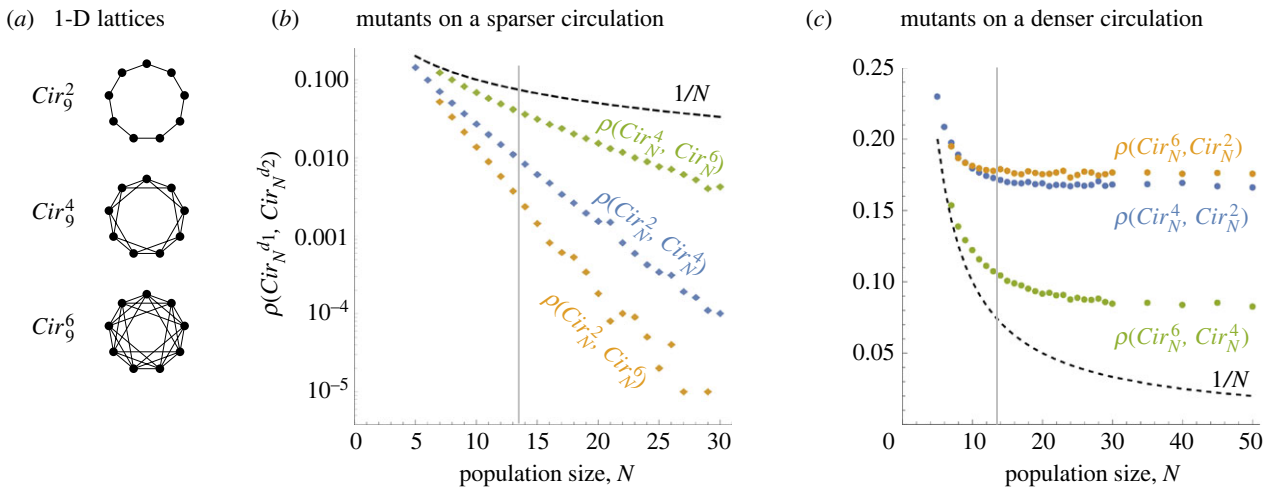 (a) 1-D lattices
Cir_9^2
Cir_9^4
Cir_9^6
(b) mutants on a sparser circulation
ρ(Cir_N^{d_1}, Cir_N^{d_2})
0.100
0.010
0.001
10^{-4}
10^{-5}
1/N
ρ(Cir_N^4, Cir_N^6)
ρ(Cir_N^2, Cir_N^4)
ρ(Cir_N^2, Cir_N^6)
0 5 10 15 20 25 30
population size, N
(c) mutants on a denser circulation
0.25
0.20
0.15
0.10
0.05
ρ(Cir_N^6, Cir_N^2)
ρ(Cir_N^4, Cir_N^2)
ρ(Cir_N^6, Cir_N^4)
1/N
0 10 20 30 40 50
population size, N